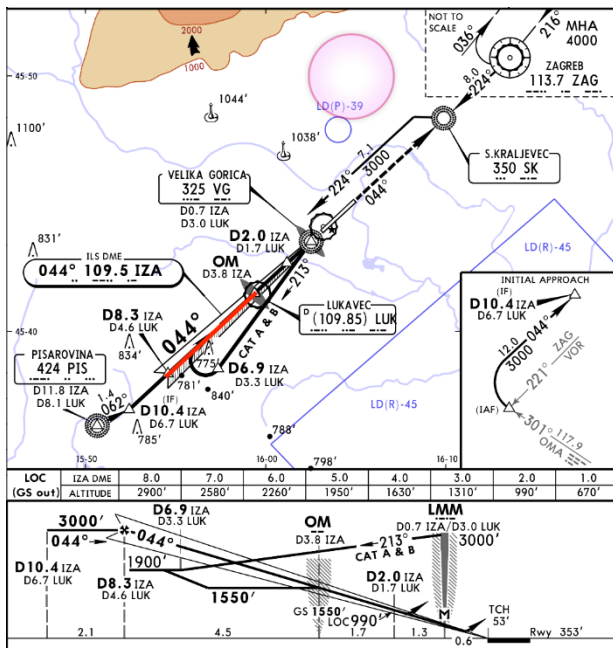 NOT TO
SCALE
MHA
4000
036°
216°
ZAGREB
113.7 ZAG
8.0
224°
2000
1000
45-50
1044'
LD(P)-39
1100'
1038'
7.1
224°
3000
044°
S.KRALJEVEC
350 SK
VELIKA GORICA
325 VG
D0.7 IZA
D3.0 LUK
D2.0 IZA
D1.7 LUK
831'
ILS DME
044° 109.5 IZA
OM
D3.8 IZA
213°
LD(R)-45
LUKAVEC
D (109.85) LUK
INITIAL APPROACH
(IF)
D10.4 IZA
D6.7 LUK
12.0
3000
044°
ZAG
VOR
221°
(IAF)
301°
117.9
OMA
D8.3 IZA
D4.6 LUK
044°
CAT A & B
45-40
834'
775'
PISAROVINA
424 PIS
D11.8 IZA
D8.1 LUK
781'
D6.9 IZA
D3.3 LUK
840'
LD(R)-45
1.4
062°
(IF)
D10.4 IZA
D6.7 LUK
785'
788'
798'
15-50
16-00
16-10
LOC IZA DME 8.0 7.0 6.0 5.0 4.0 3.0 2.0 1.0
(GS out) ALTITUDE 2900' 2580' 2260' 1950' 1630' 1310' 990' 670'
D6.9 IZA
D3.3 LUK
OM
D3.8 IZA
LMM
D0.7 IZA/D3.0 LUK
3000'
044°
044°
213°
CAT A & B
3000'
D10.4 IZA
D6.7 LUK
1900'
D8.3 IZA
D4.6 LUK
1550'
D2.0 IZA
D1.7 LUK
GS 1550'
LOC 990'
M
TCH
53'
2.1
4.5
1.7
1.3
0.6
Rwy 353'